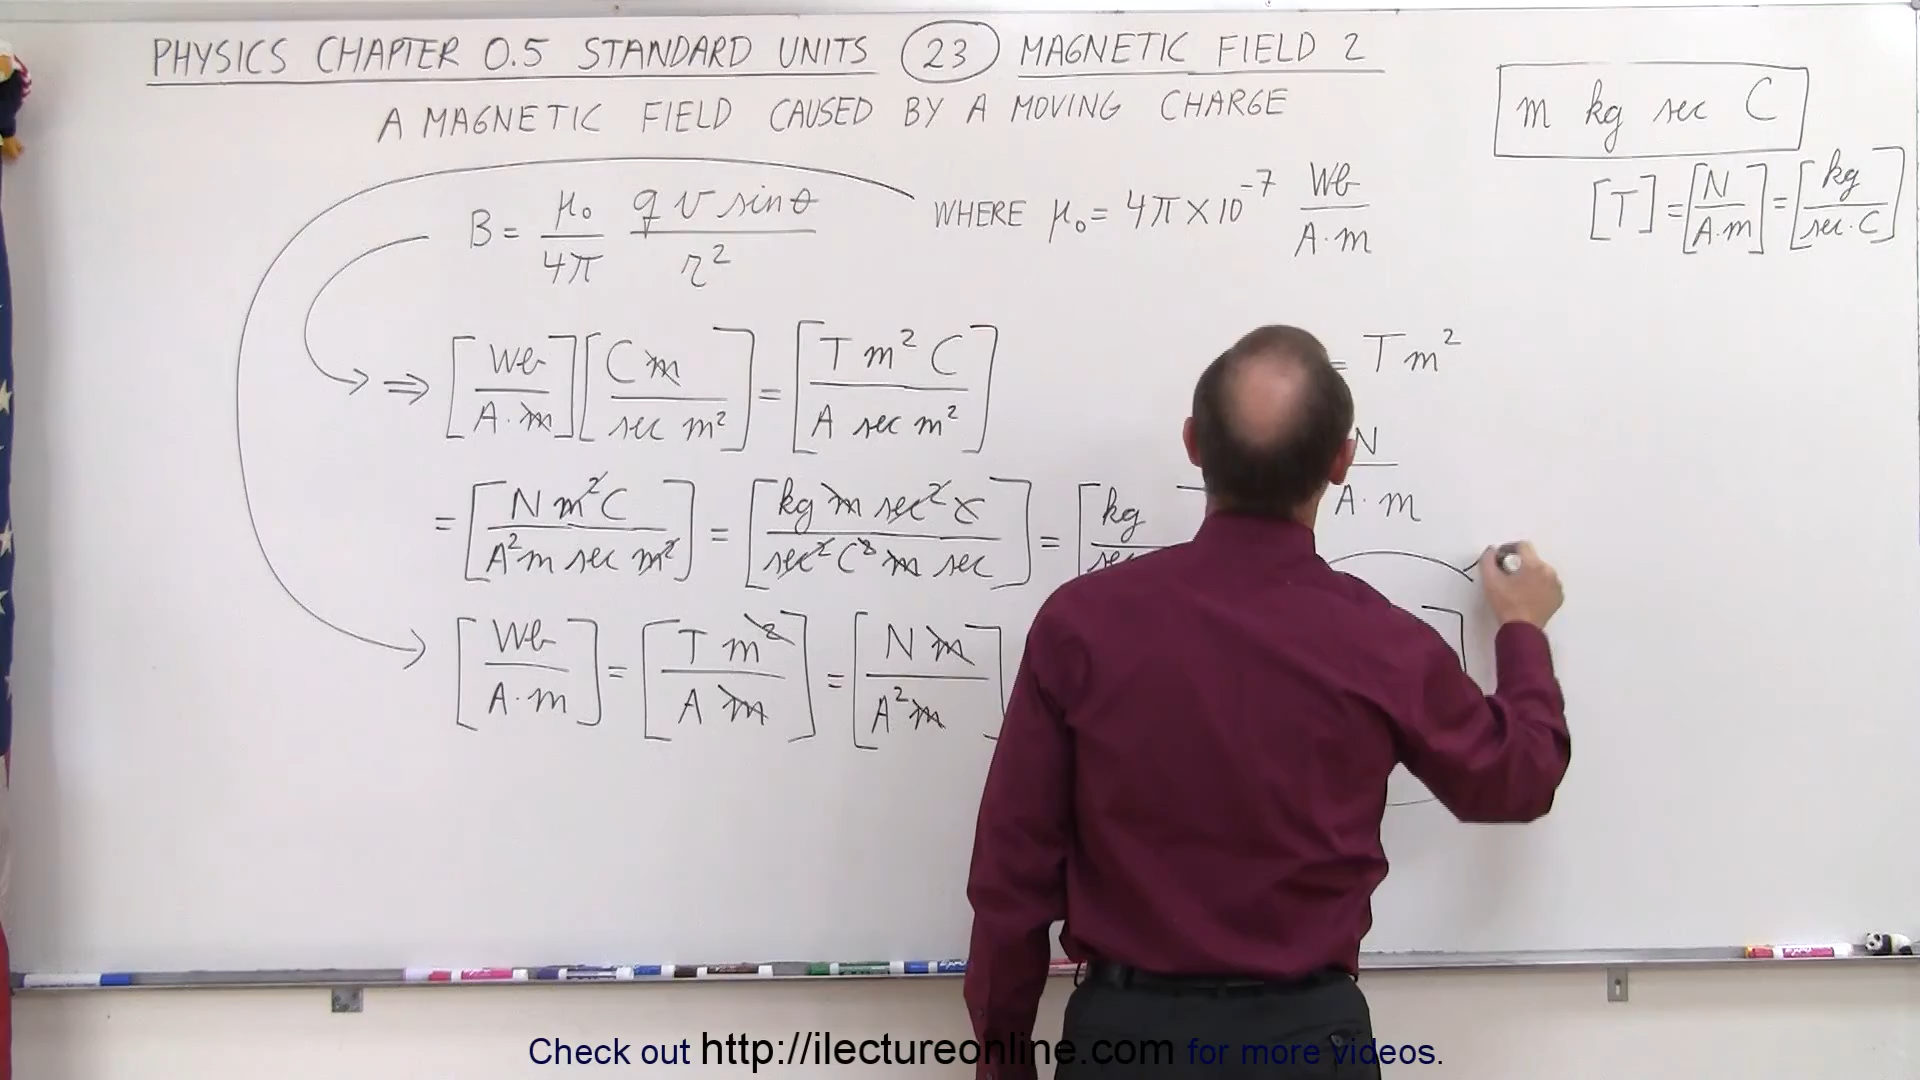 PHYSICS CHAPTER 0.5 STANDARD UNITS 23 MAGNETIC FIELD 2
A MAGNETIC FIELD CAUSED BY A MOVING CHARGE
m kg sec C
[T] = [N / A·m] = [kg / sec·C]
B = μ₀/4π q v sinθ / r²
WHERE μ₀ = 4π × 10⁻⁷ Wb / A·m
⇒ [Wb / A·m] [C m / sec m²] = [T m² C / A sec m²]
= T m²
N / A·m
= [N m² C / A² m sec m²] = [kg m sec² C / sec² C² m sec] = [kg
[Wb / A·m] = [T m² / A m] = [N m / A² m]
Check out http://ilectureonline.com for more videos.